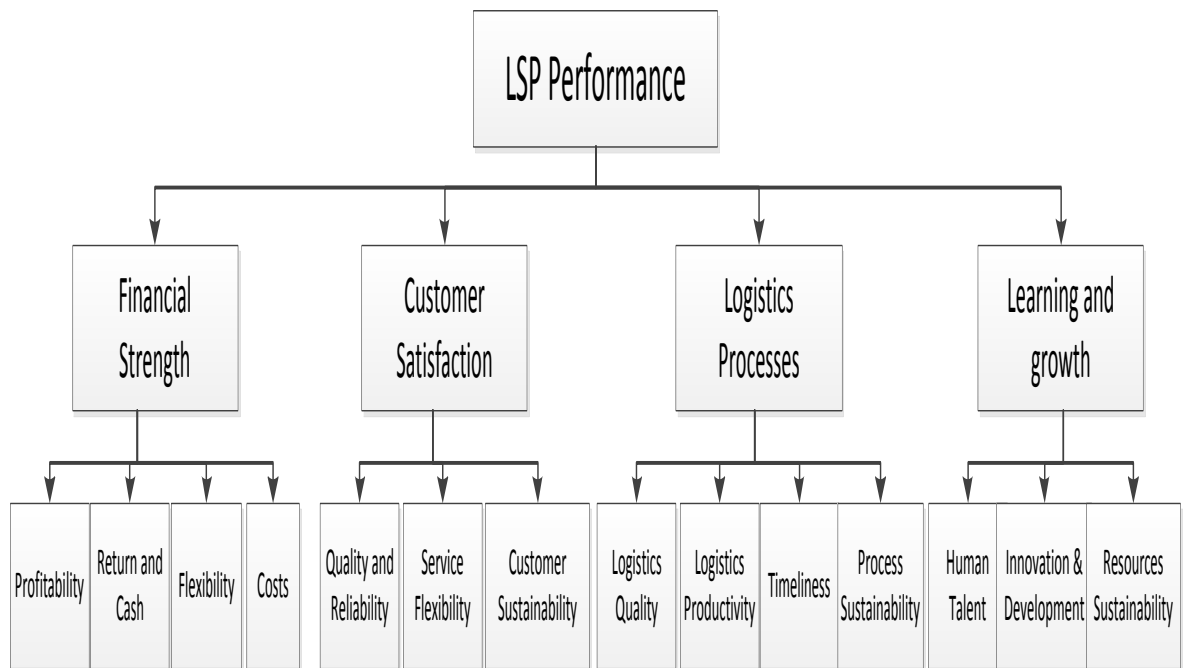 LSP Performance
Financial
Strength
Customer
Satisfaction
Logistics
Processes
Learning and
growth
Profitability
Return and
Cash
Flexibility
Costs
Quality and
Reliability
Service
Flexibility
Customer
Sustainability
Logistics
Quality
Logistics
Productivity
Timeliness
Process
Sustainability
Human
Talent
Innovation &
Development
Resources
Sustainability